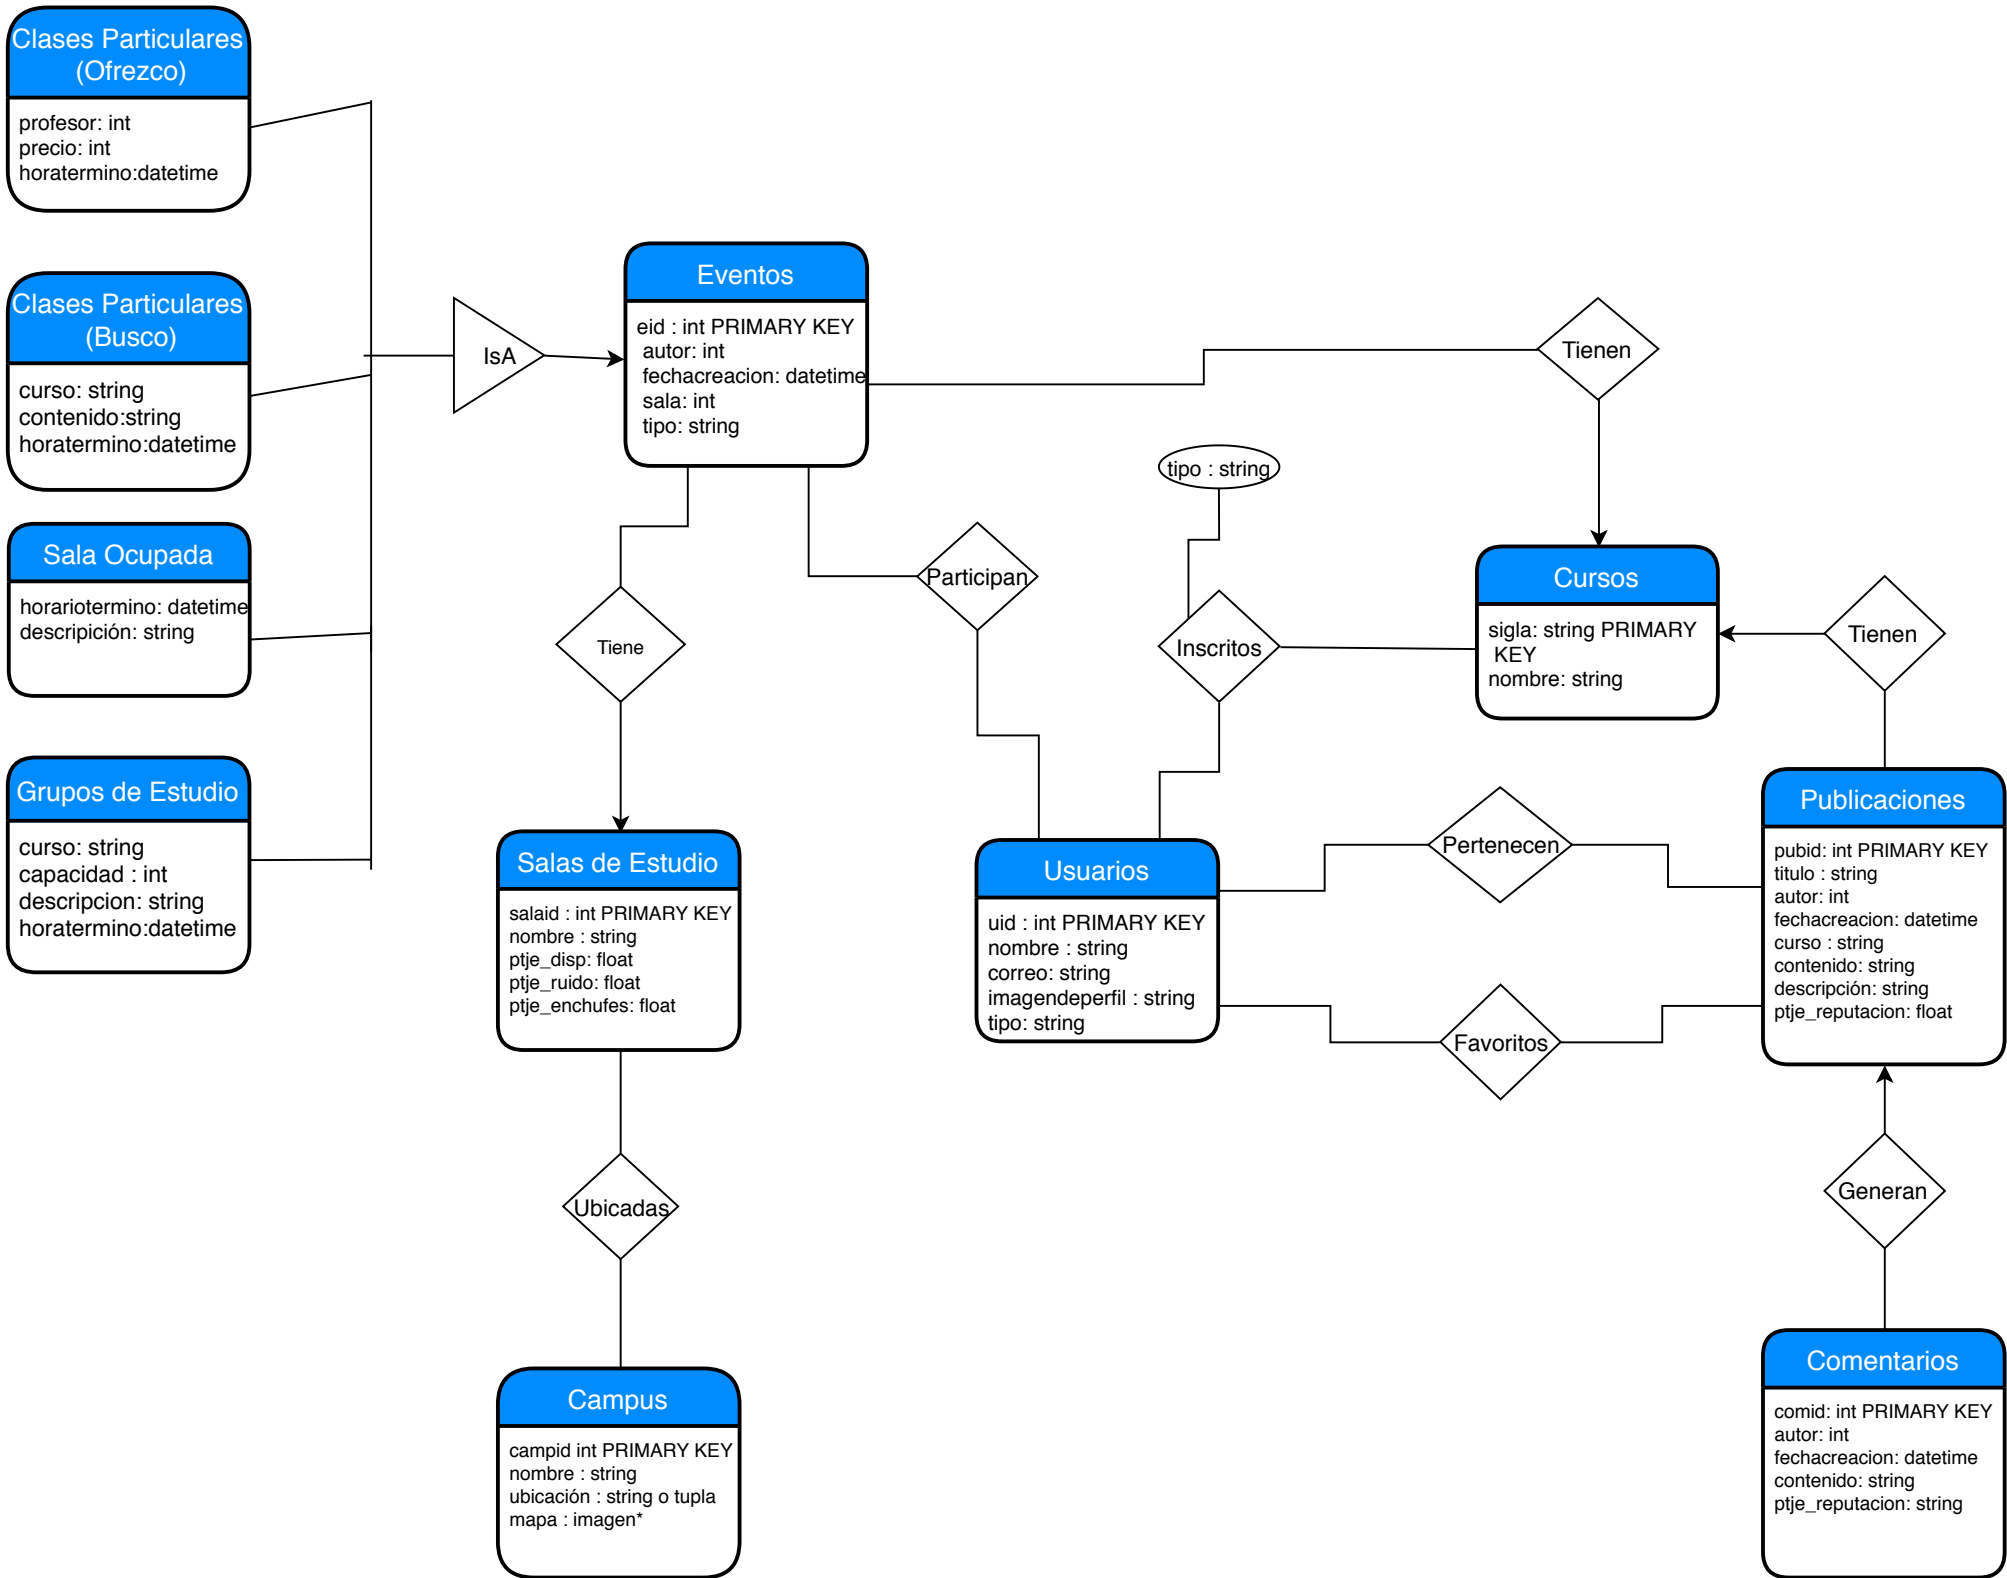 Clases Particulares
(Ofrezco)
profesor: int
precio: int
horatermino:datetime
Clases Particulares
(Busco)
curso: string
contenido:string
horatermino:datetime
Sala Ocupada
horariotermino: datetime
descripición: string
Grupos de Estudio
curso: string
capacidad : int
descripcion: string
horatermino:datetime
IsA
Eventos
eid : int PRIMARY KEY
autor: int
fechacreacion: datetime
sala: int
tipo: string
Tienen
tipo : string
Participan
Tiene
Inscritos
Cursos
sigla: string PRIMARY
KEY
nombre: string
Tienen
Salas de Estudio
salaid : int PRIMARY KEY
nombre : string
ptje_disp: float
ptje_ruido: float
ptje_enchufes: float
Usuarios
uid : int PRIMARY KEY
nombre : string
correo: string
imagendeperfil : string
tipo: string
Pertenecen
Favoritos
Publicaciones
pubid: int PRIMARY KEY
titulo : string
autor: int
fechacreacion: datetime
curso : string
contenido: string
descripción: string
ptje_reputacion: float
Ubicadas
Generan
Campus
campid int PRIMARY KEY
nombre : string
ubicación : string o tupla
mapa : imagen*
Comentarios
comid: int PRIMARY KEY
autor: int
fechacreacion: datetime
contenido: string
ptje_reputacion: string